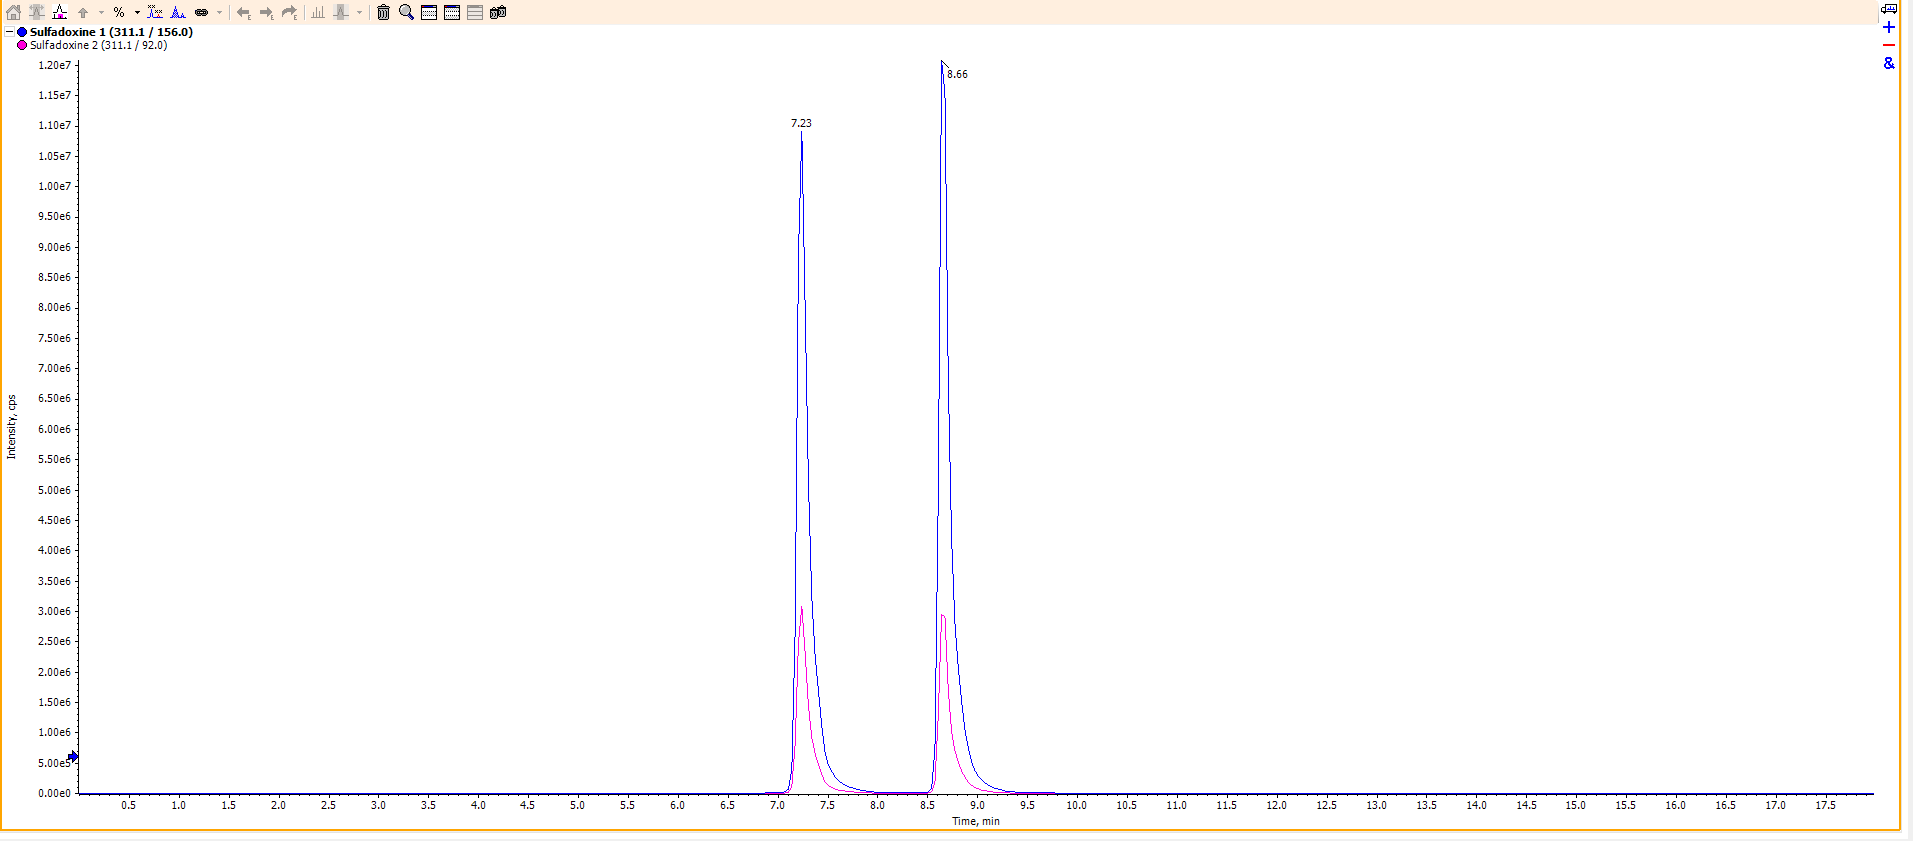 %
Sulfadoxine 1 (311.1 / 156.0)
Sulfadoxine 2 (311.1 / 92.0)
&
1.20e7
8.66
1.15e7
7.23
1.10e7
1.05e7
1.00e7
9.50e6
9.00e6
8.50e6
8.00e6
7.50e6
7.00e6
6.50e6
6.00e6
5.50e6
5.00e6
4.50e6
4.00e6
3.50e6
3.00e6
2.50e6
2.00e6
1.50e6
1.00e6
5.00e5
0.00e0
Intensity, cps
0.5 1.0 1.5 2.0 2.5 3.0 3.5 4.0 4.5 5.0 5.5 6.0 6.5 7.0 7.5 8.0 8.5 9.0 9.5 10.0 10.5 11.0 11.5 12.0 12.5 13.0 13.5 14.0 14.5 15.0 15.5 16.0 16.5 17.0 17.5
Time, min